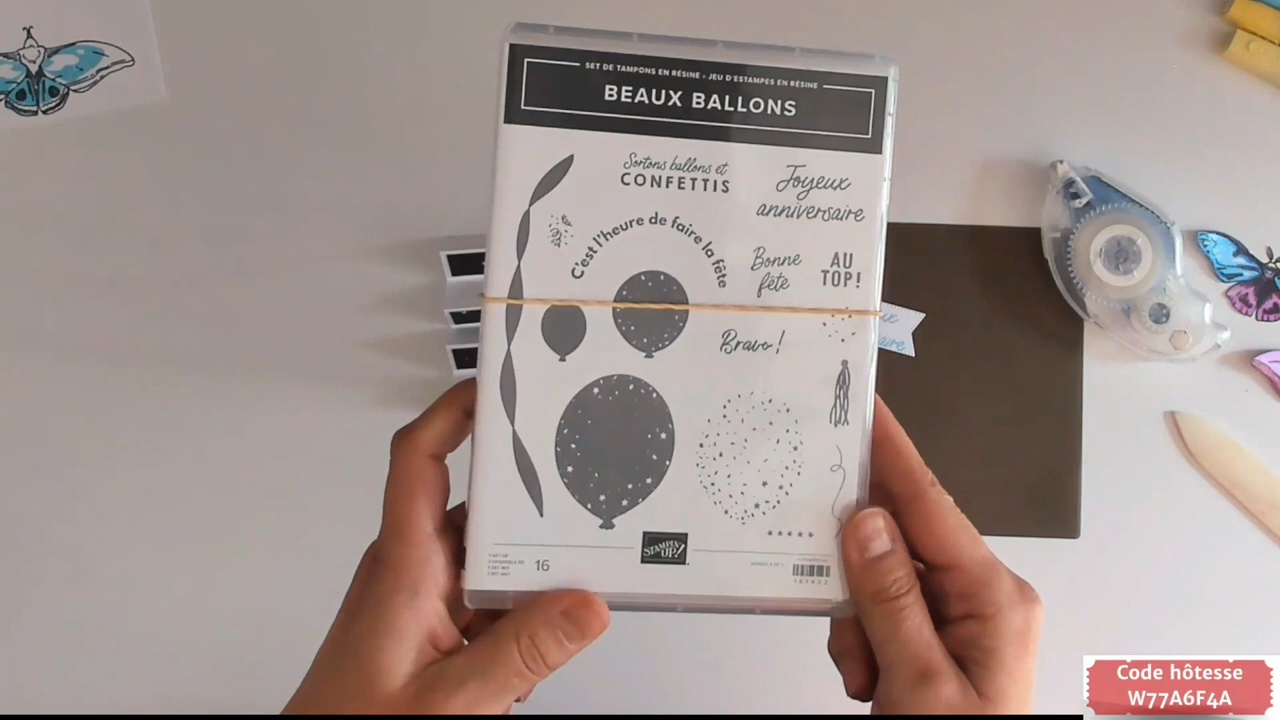 SET DE TAMPONS EN RÉSINE • JEU D'ESTAMPES EN RÉSINE
BEAUX BALLONS
Sortons ballons et
CONFETTIS
Joyeux
anniversaire
C'est l'heure de faire la fête
Bonne
fête
AU
TOP!
Bravo !
STAMPIN'
UP!
16
Code hôtesse
W77A6F4A